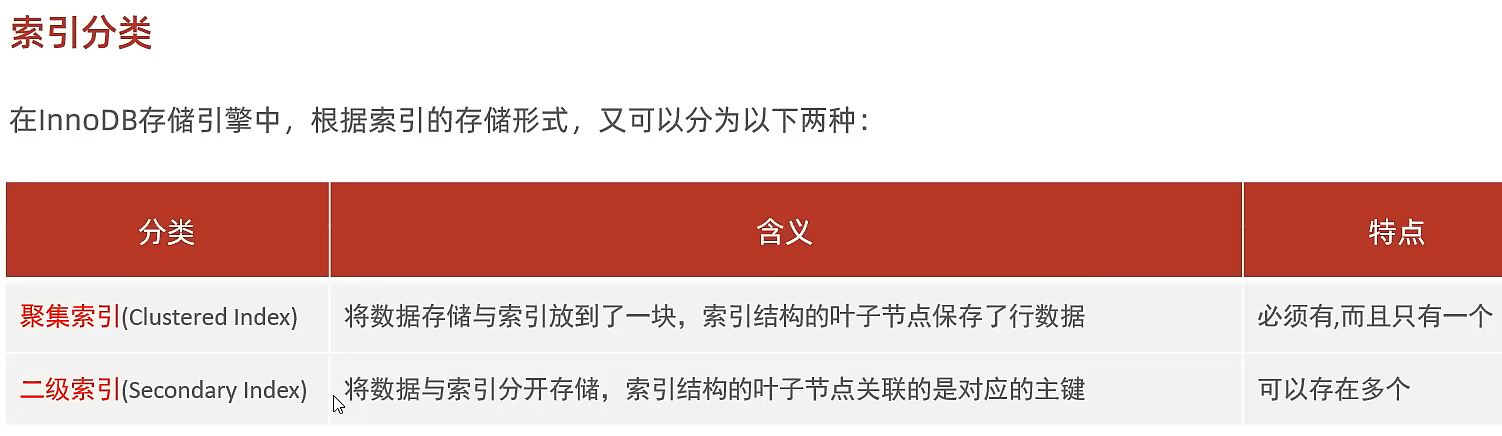 索引分类
在InnoDB存储引擎中，根据索引的存储形式，又可以分为以下两种：
分类 含义 特点
聚集索引(Clustered Index) 将数据存储与索引放到了一块，索引结构的叶子节点保存了行数据 必须有,而且只有一个
二级索引(Secondary Index) 将数据与索引分开存储，索引结构的叶子节点关联的是对应的主键 可以存在多个